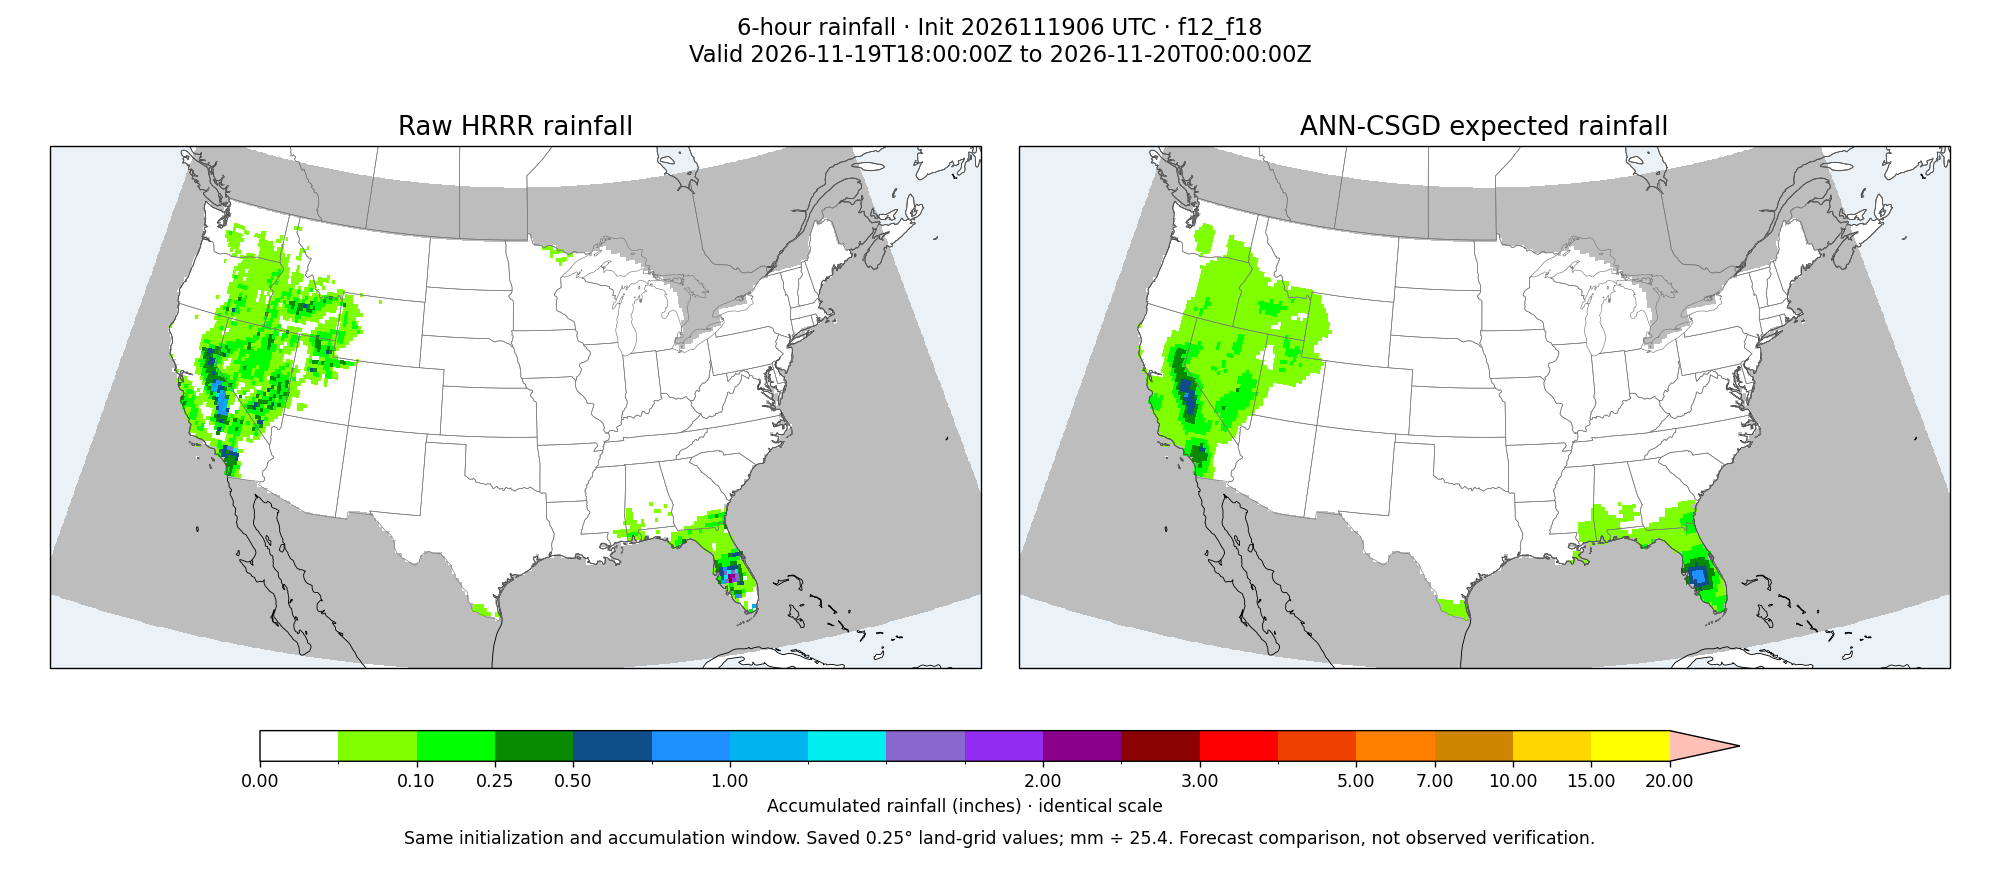 6-hour rainfall · Init 2026111906 UTC · f12_f18
Valid 2026-11-19T18:00:00Z to 2026-11-20T00:00:00Z
Raw HRRR rainfall
ANN-CSGD expected rainfall
0.00 0.10 0.25 0.50 1.00 2.00 3.00 5.00 7.00 10.00 15.00 20.00
Accumulated rainfall (inches) · identical scale
Same initialization and accumulation window. Saved 0.25° land-grid values; mm ÷ 25.4. Forecast comparison, not observed verification.